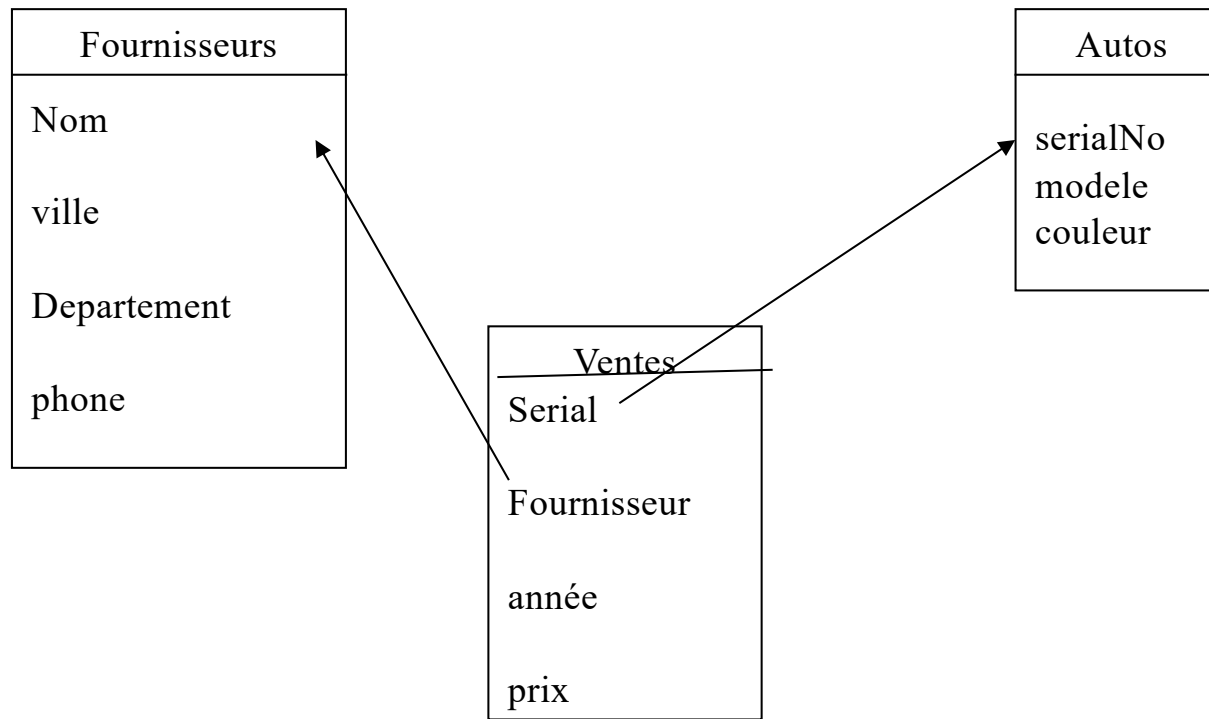 Fournisseurs
Nom
ville
Departement
phone
Autos
serialNo
modele
couleur
Ventes
Serial
Fournisseur
année
prix